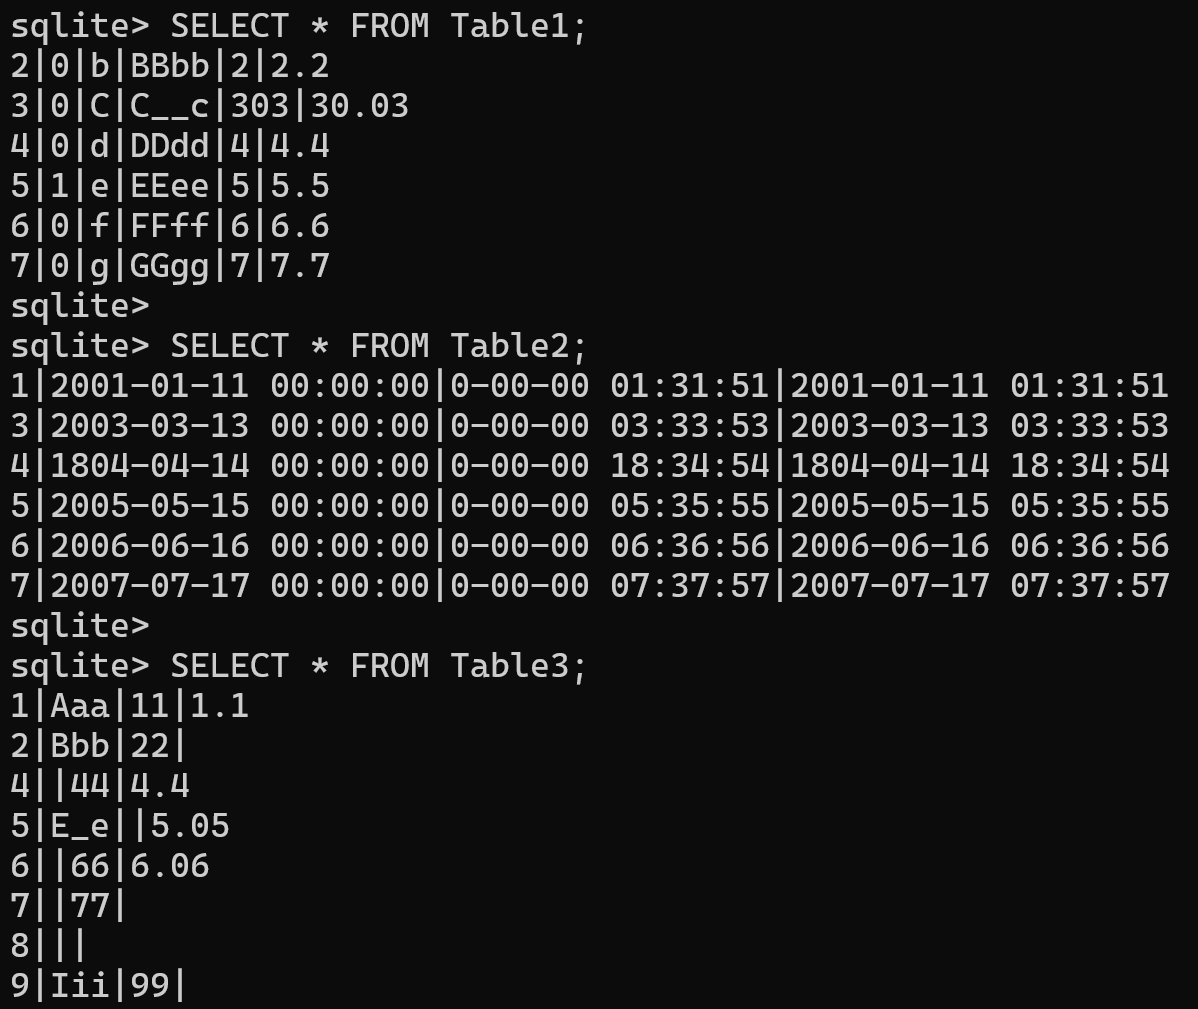 sqlite> SELECT * FROM Table1;
2|0|b|BBbb|2|2.2
3|0|C|C__c|303|30.03
4|0|d|DDdd|4|4.4
5|1|e|EEee|5|5.5
6|0|f|FFff|6|6.6
7|0|g|GGgg|7|7.7
sqlite>
sqlite> SELECT * FROM Table2;
1|2001-01-11 00:00:00|0-00-00 01:31:51|2001-01-11 01:31:51
3|2003-03-13 00:00:00|0-00-00 03:33:53|2003-03-13 03:33:53
4|1804-04-14 00:00:00|0-00-00 18:34:54|1804-04-14 18:34:54
5|2005-05-15 00:00:00|0-00-00 05:35:55|2005-05-15 05:35:55
6|2006-06-16 00:00:00|0-00-00 06:36:56|2006-06-16 06:36:56
7|2007-07-17 00:00:00|0-00-00 07:37:57|2007-07-17 07:37:57
sqlite>
sqlite> SELECT * FROM Table3;
1|Aaa|11|1.1
2|Bbb|22|
4||44|4.4
5|E_e||5.05
6||66|6.06
7||77|
8|||
9|Iii|99|